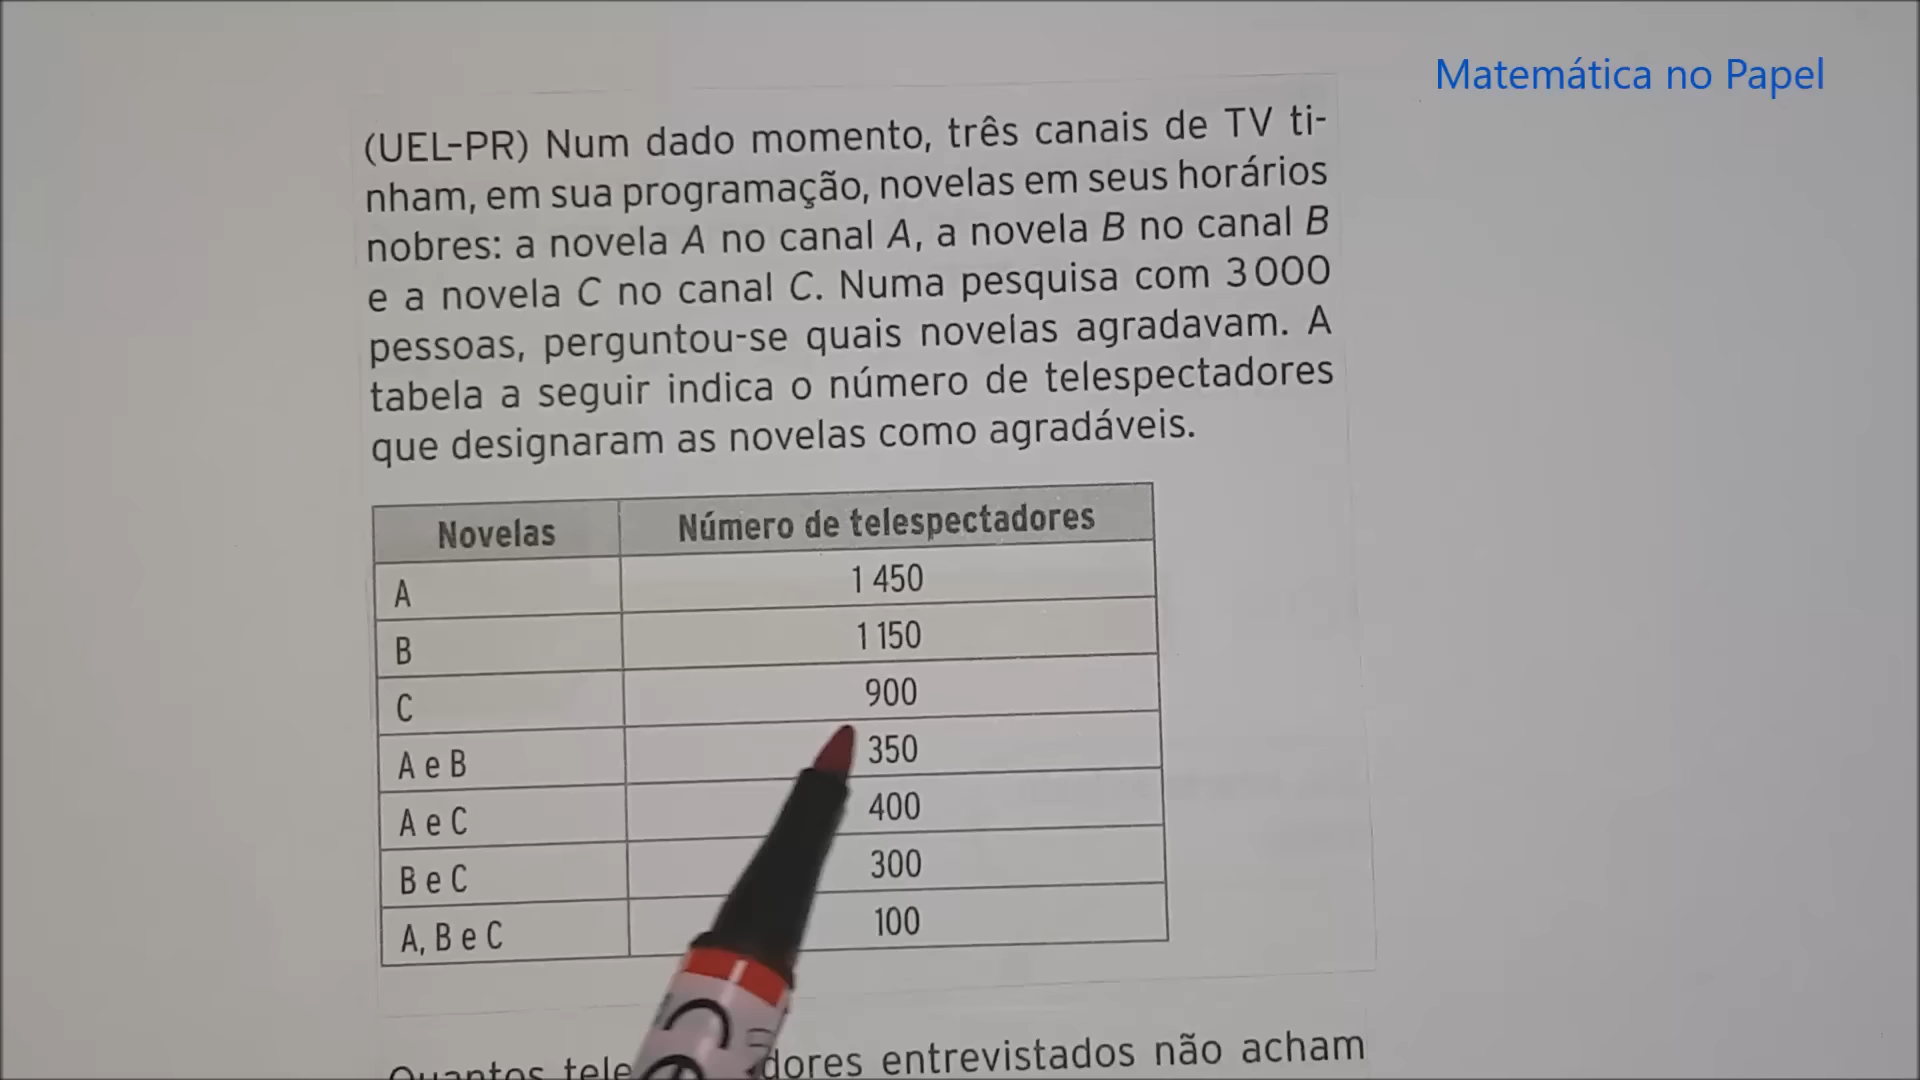 Matemática no Papel
(UEL-PR) Num dado momento, três canais de TV ti-
nham, em sua programação, novelas em seus horários
nobres: a novela A no canal A, a novela B no canal B
e a novela C no canal C. Numa pesquisa com 3 000
pessoas, perguntou-se quais novelas agradavam. A
tabela a seguir indica o número de telespectadores
que designaram as novelas como agradáveis.
Novelas Número de telespectadores
A 1 450
B 1 150
C 900
A e B 350
A e C 400
B e C 300
A, B e C 100
Quantos entrevistados não acham